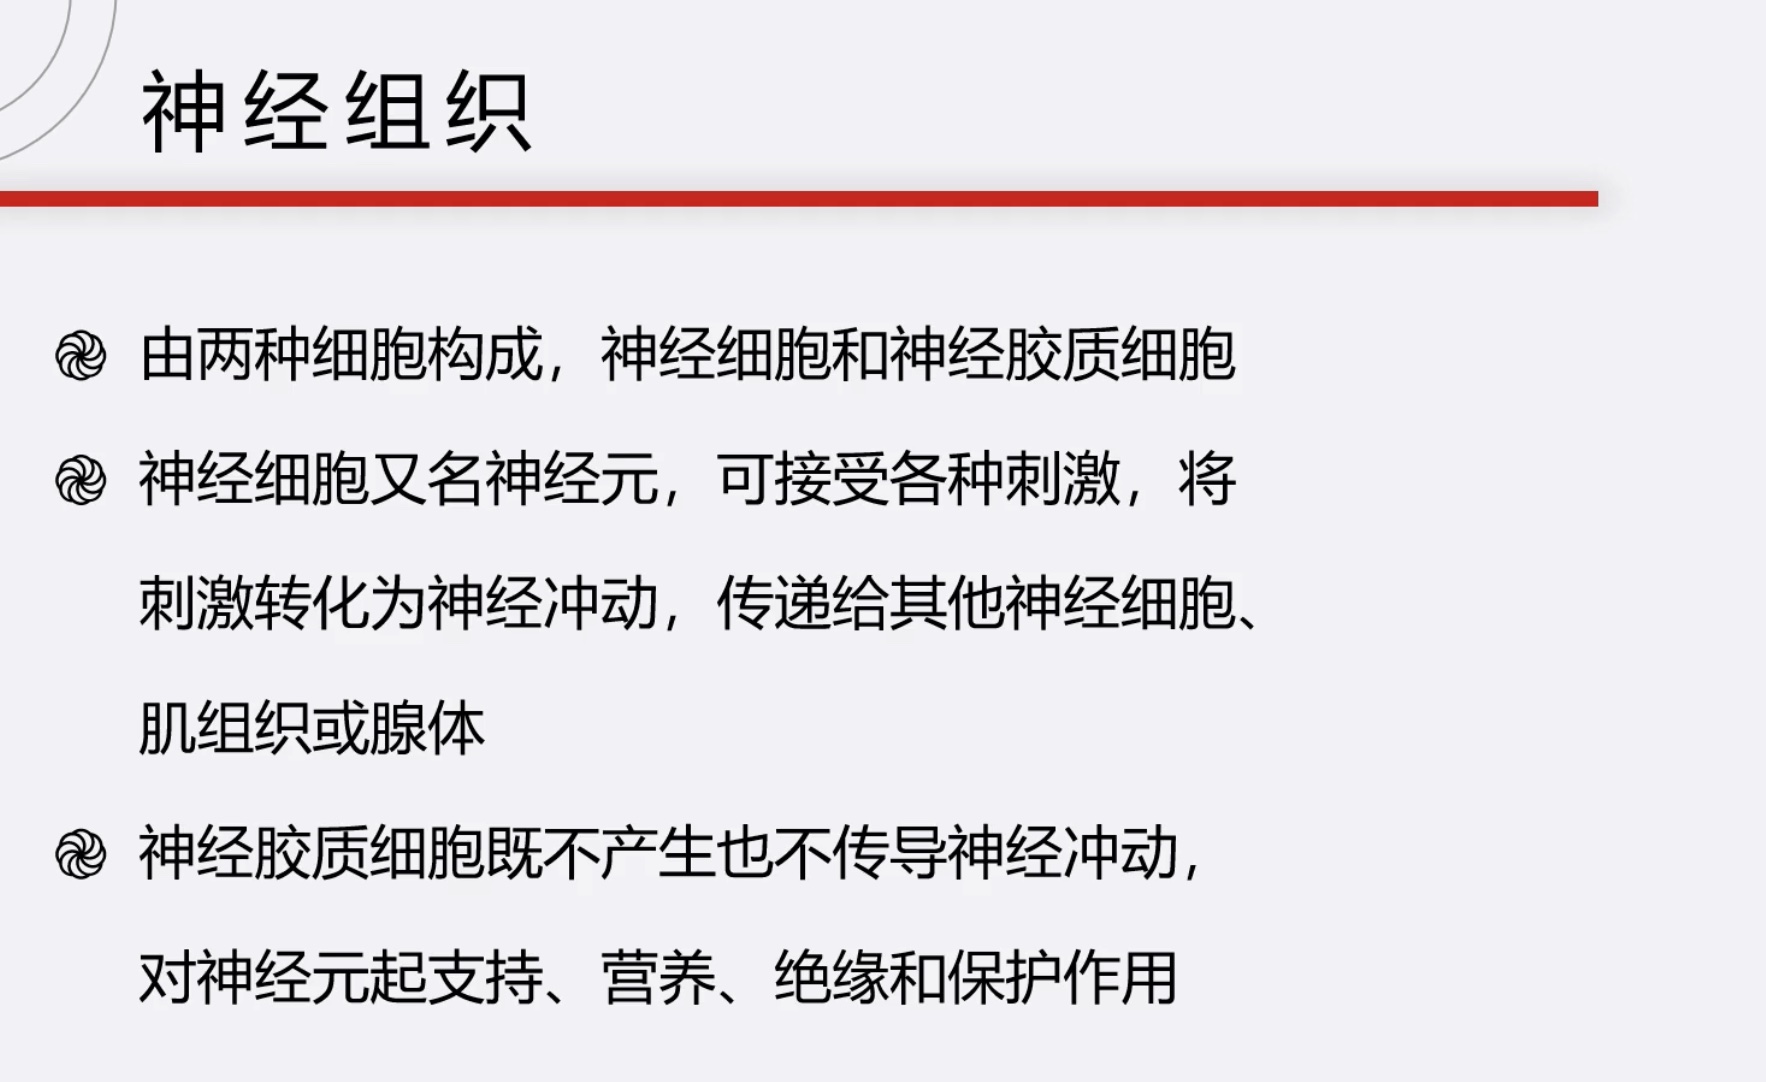 神经组织
由两种细胞构成，神经细胞和神经胶质细胞
神经细胞又名神经元，可接受各种刺激，将
刺激转化为神经冲动，传递给其他神经细胞、
肌组织或腺体
神经胶质细胞既不产生也不传导神经冲动，
对神经元起支持、营养、绝缘和保护作用